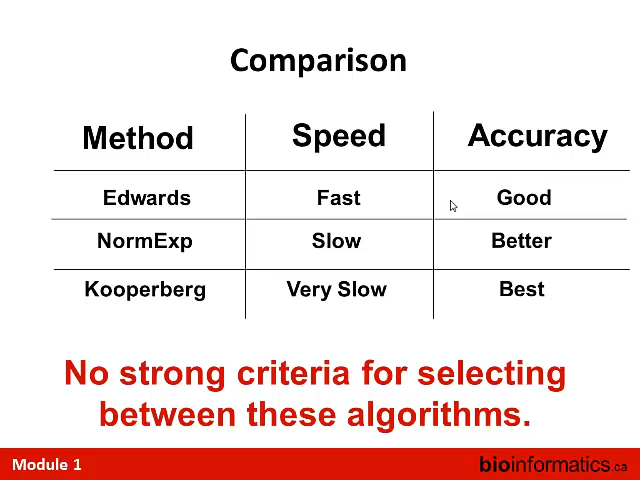 Comparison
Method Speed Accuracy
Edwards Fast Good
NormExp Slow Better
Kooperberg Very Slow Best
No strong criteria for selecting
between these algorithms.
Module 1 bioinformatics.ca